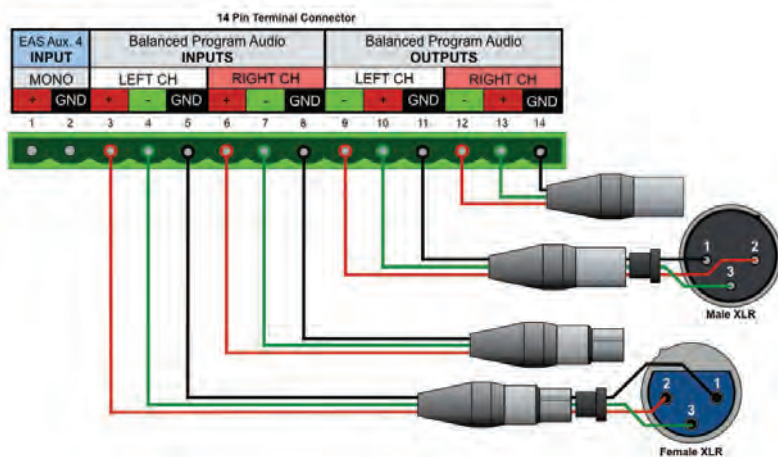 14 Pin Terminal Connector
EAS Aux. 4 Balanced Program Audio Balanced Program Audio
INPUT INPUTS OUTPUTS
MONO LEFT CH RIGHT CH LEFT CH RIGHT CH
+ GND + - GND + - GND - + GND - + GND
1 2 3 4 5 6 7 8 9 10 11 12 13 14
1 2
3
Male XLR
2 1
3
Female XLR